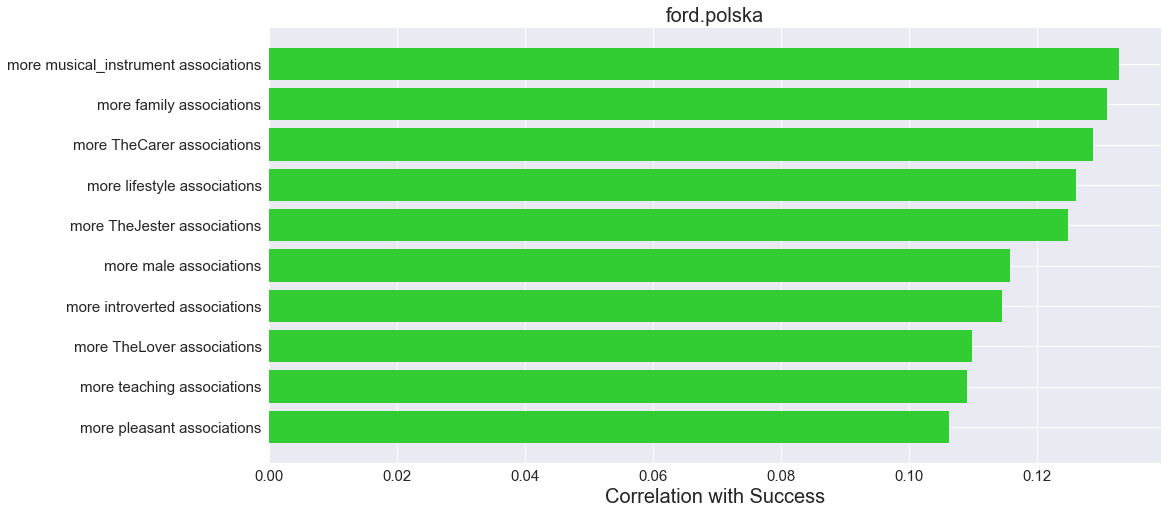 ford.polska
more musical_instrument associations
more family associations
more TheCarer associations
more lifestyle associations
more TheJester associations
more male associations
more introverted associations
more TheLover associations
more teaching associations
more pleasant associations
0.00 0.02 0.04 0.06 0.08 0.10 0.12
Correlation with Success